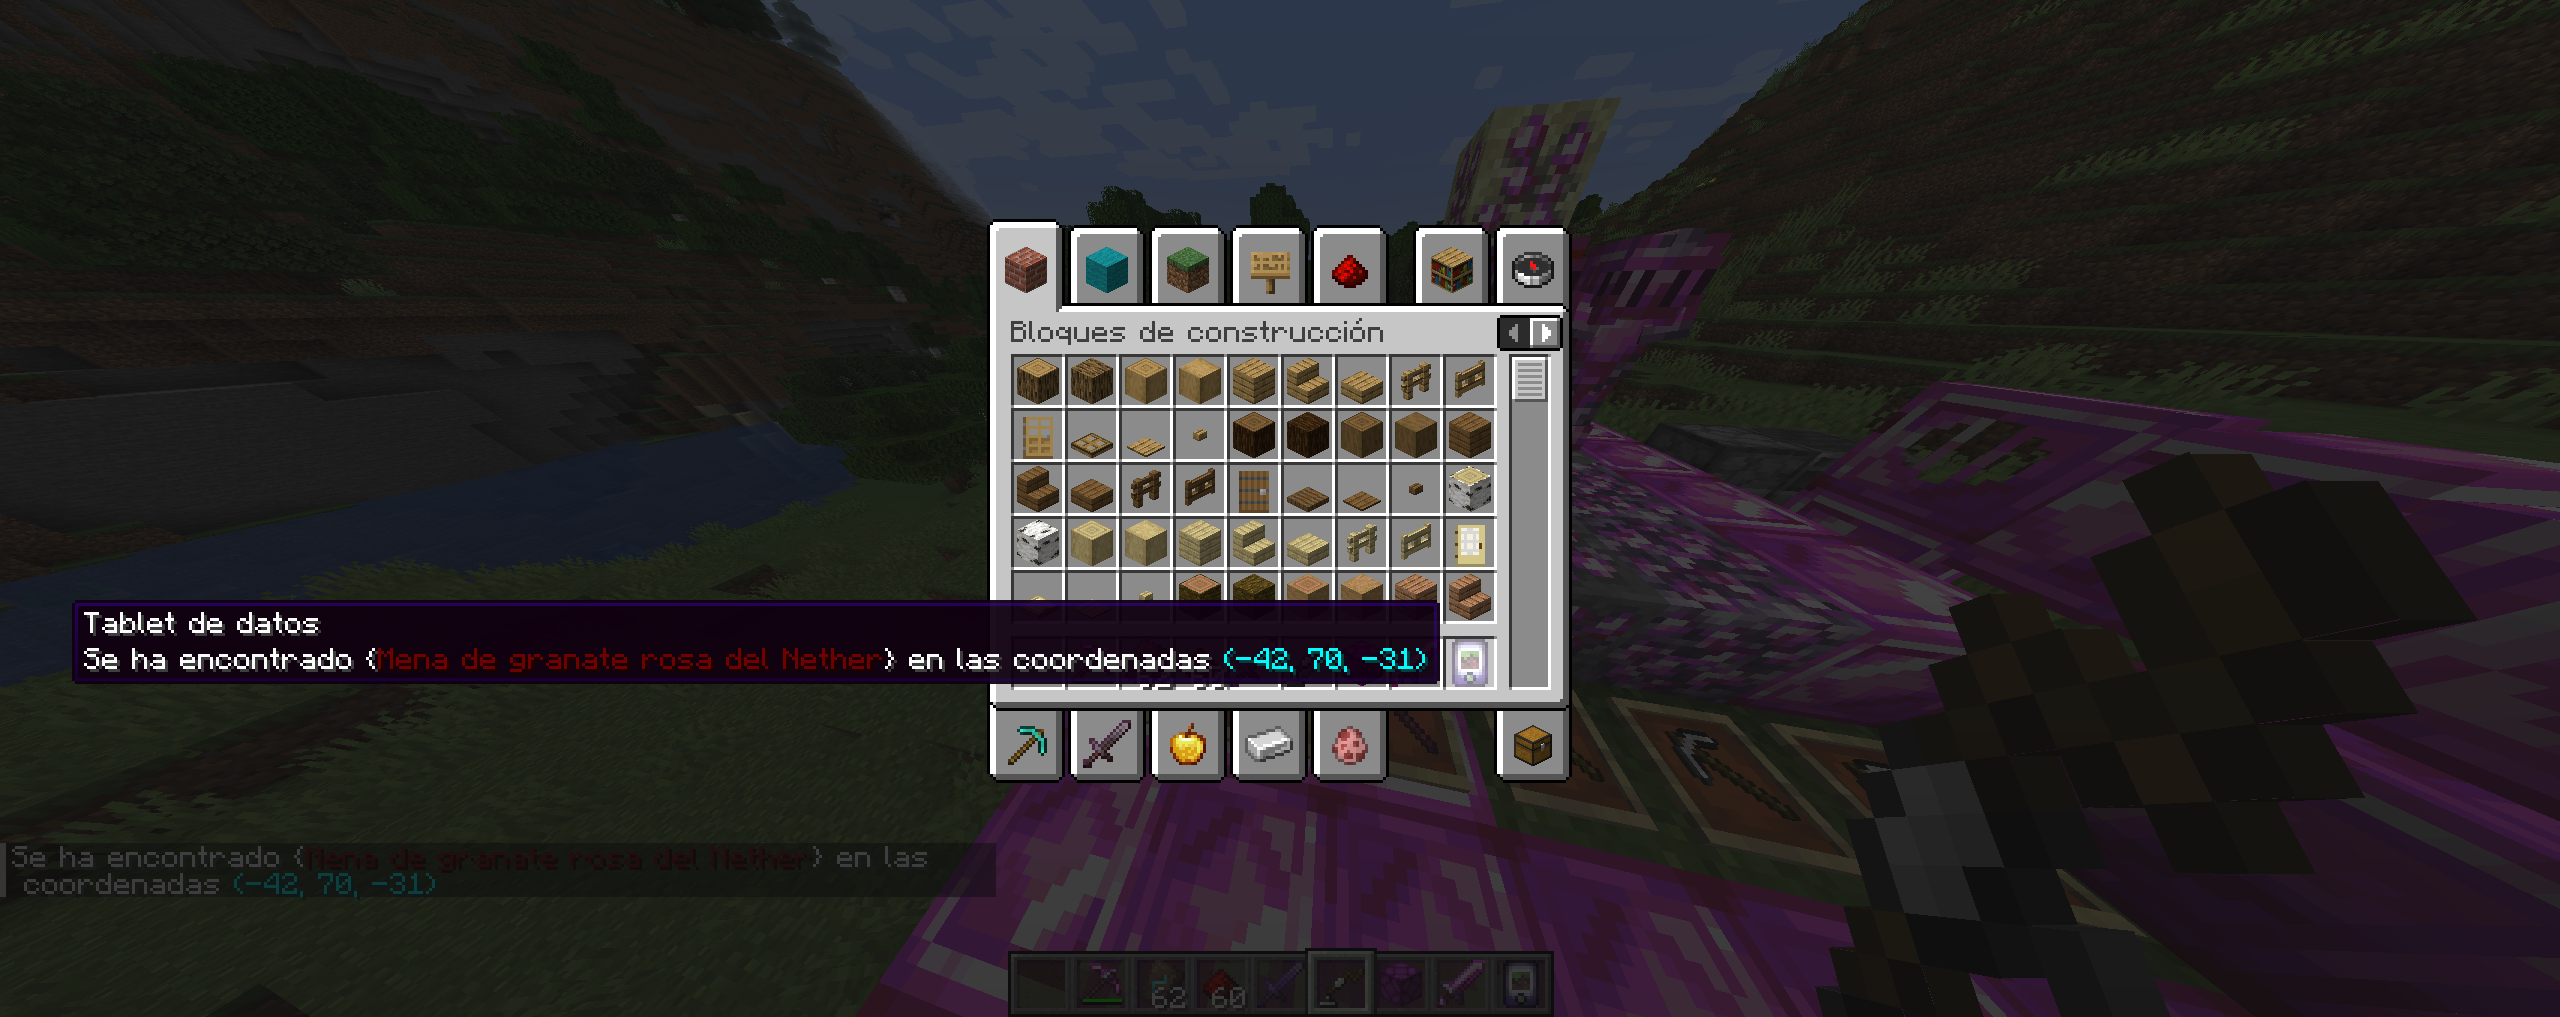 Bloques de construcción
Tablet de datos
Se ha encontrado {Mena de granate rosa del Nether} en las coordenadas (-42, 70, -31)
Se ha encontrado {Mena de granate rosa del Nether} en las
coordenadas (-42, 70, -31)
62 60